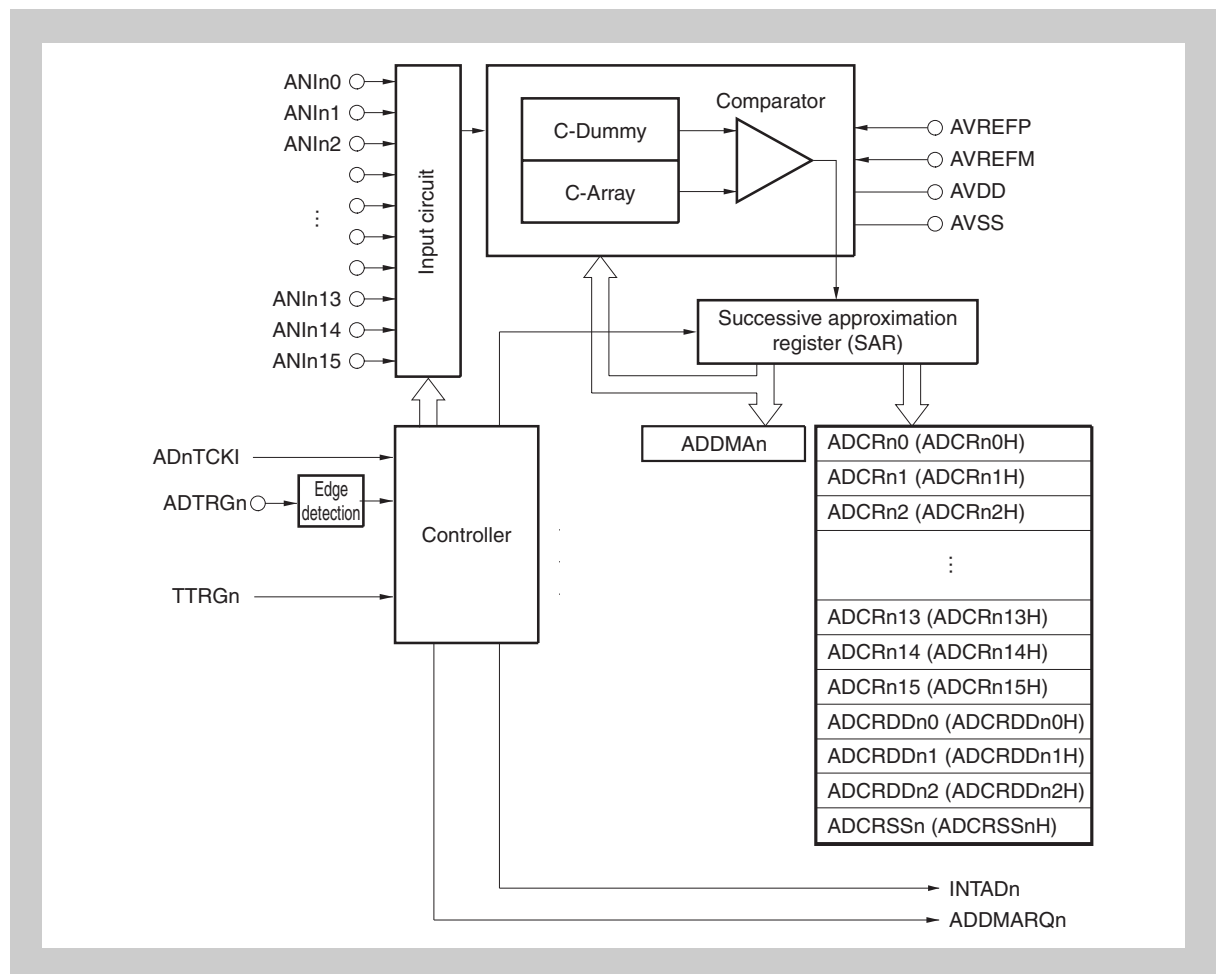 ANIn0
ANIn1
ANIn2
⋮
ANIn13
ANIn14
ANIn15
Input circuit
C-Dummy
C-Array
Comparator
AVREFP
AVREFM
AVDD
AVSS
Successive approximation
register (SAR)
ADnTCKI
ADTRGn
Edge
detection
TTRGn
Controller
ADDMAn
ADCRn0 (ADCRn0H)
ADCRn1 (ADCRn1H)
ADCRn2 (ADCRn2H)
⋮
ADCRn13 (ADCRn13H)
ADCRn14 (ADCRn14H)
ADCRn15 (ADCRn15H)
ADCRDDn0 (ADCRDDn0H)
ADCRDDn1 (ADCRDDn1H)
ADCRDDn2 (ADCRDDn2H)
ADCRSSn (ADCRSSnH)
INTADn
ADDMARQn